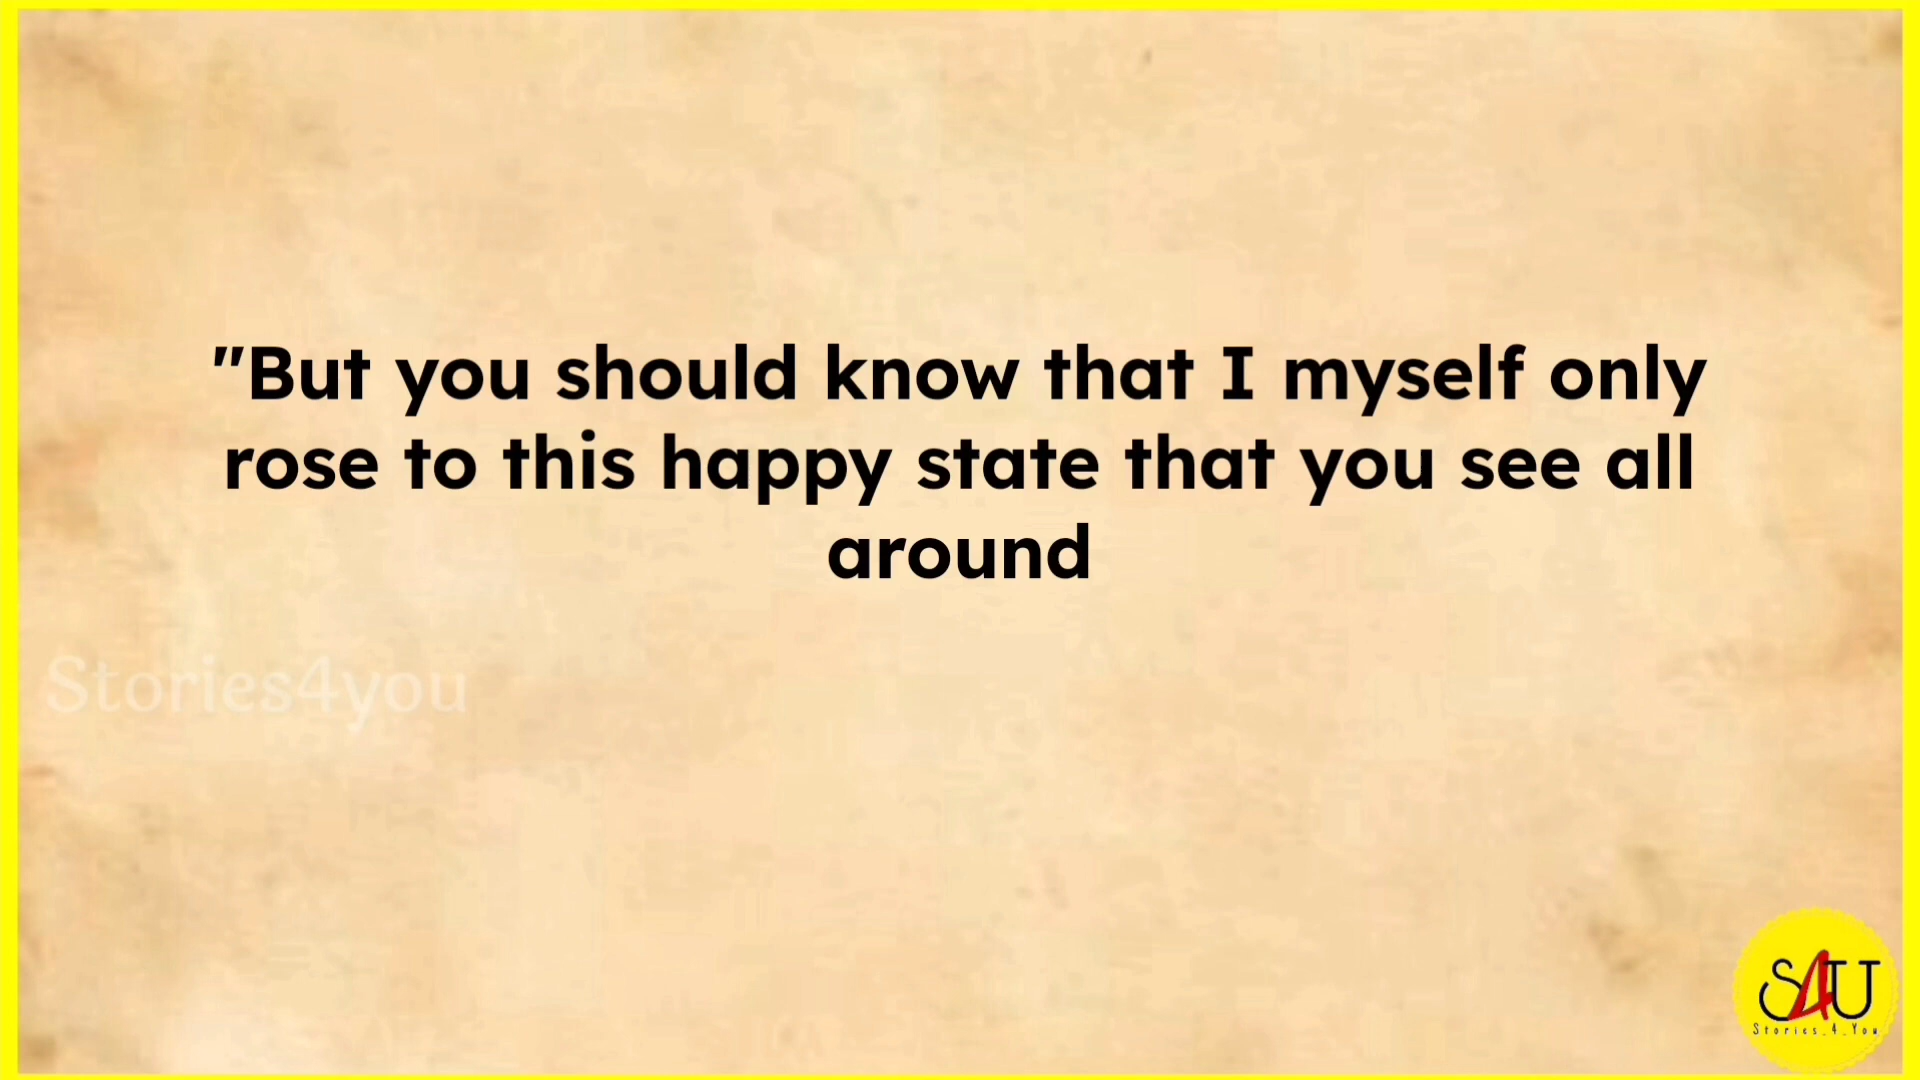 "But you should know that I myself only
rose to this happy state that you see all
around
Stories4you
S4U
Stories_4_You